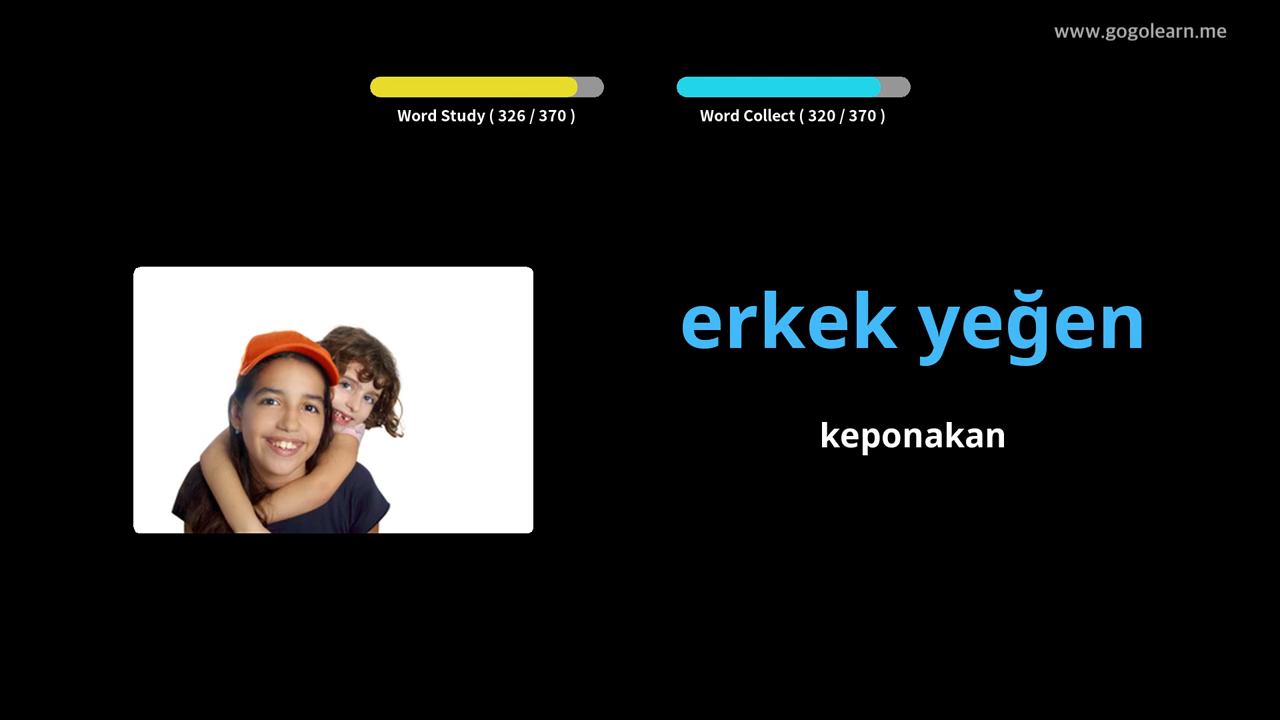 www.gogolearn.me
Word Study ( 326 / 370 )
Word Collect ( 320 / 370 )
erkek yeğen
keponakan